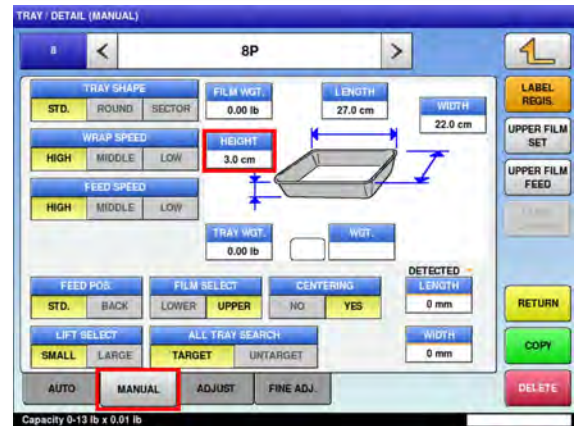 TRAY / DETAIL (MANUAL)
8 < 8P >
TRAY SHAPE
STD. ROUND SECTOR
FILM WGT.
0.00 lb
LENGTH
27.0 cm
WIDTH
22.0 cm
LABEL
REGIS.
WRAP SPEED
HIGH MIDDLE LOW
HEIGHT
3.0 cm
UPPER FILM
SET
FEED SPEED
HIGH MIDDLE LOW
UPPER FILM
FEED
TRAY WGT.
0.00 lb
WGT.
DETECTED
LENGTH
0 mm
FEED POS.
STD. BACK
FILM SELECT
LOWER UPPER
CENTERING
NO YES
RETURN
LIFT SELECT
SMALL LARGE
ALL TRAY SEARCH
TARGET UNTARGET
WIDTH
0 mm
COPY
AUTO MANUAL ADJUST FINE ADJ.
DELETE
Capacity 0-13 lb x 0.01 lb